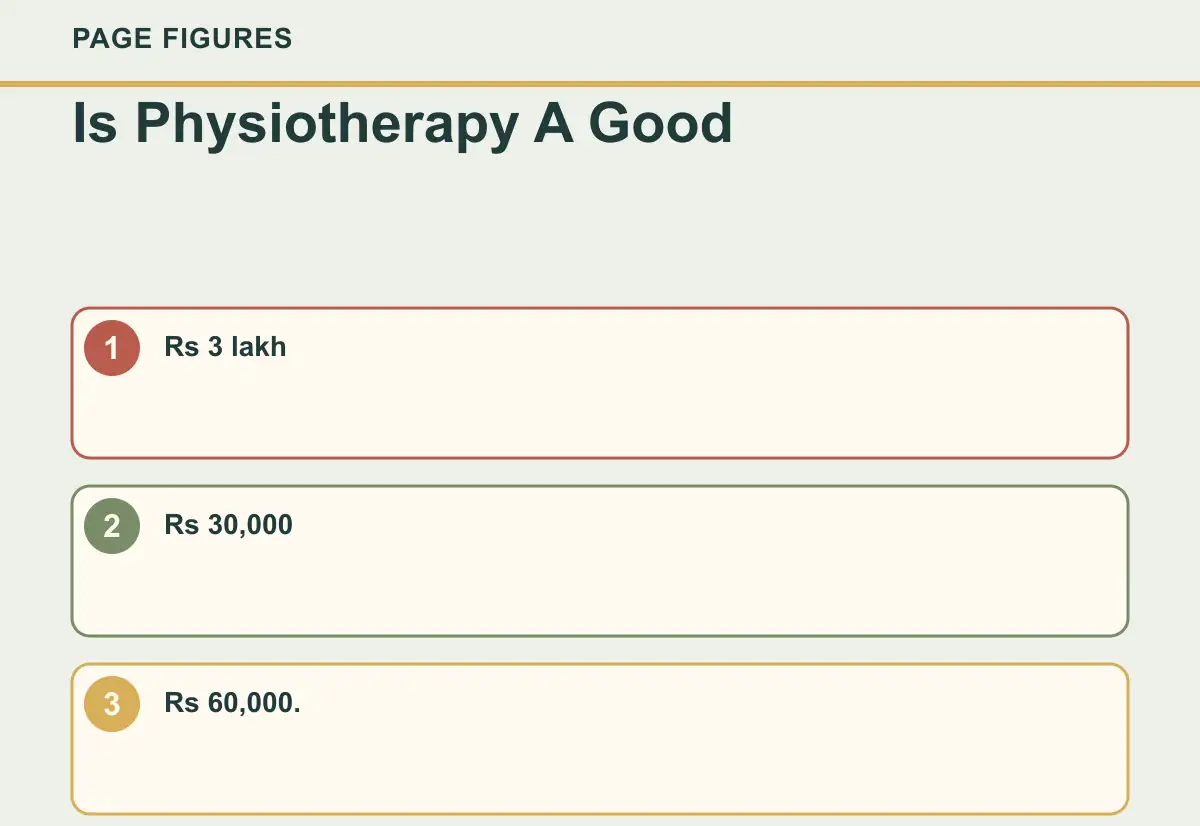 PAGE FIGURES
Is Physiotherapy A Good
1
Rs 3 lakh
2
Rs 30,000
3
Rs 60,000.